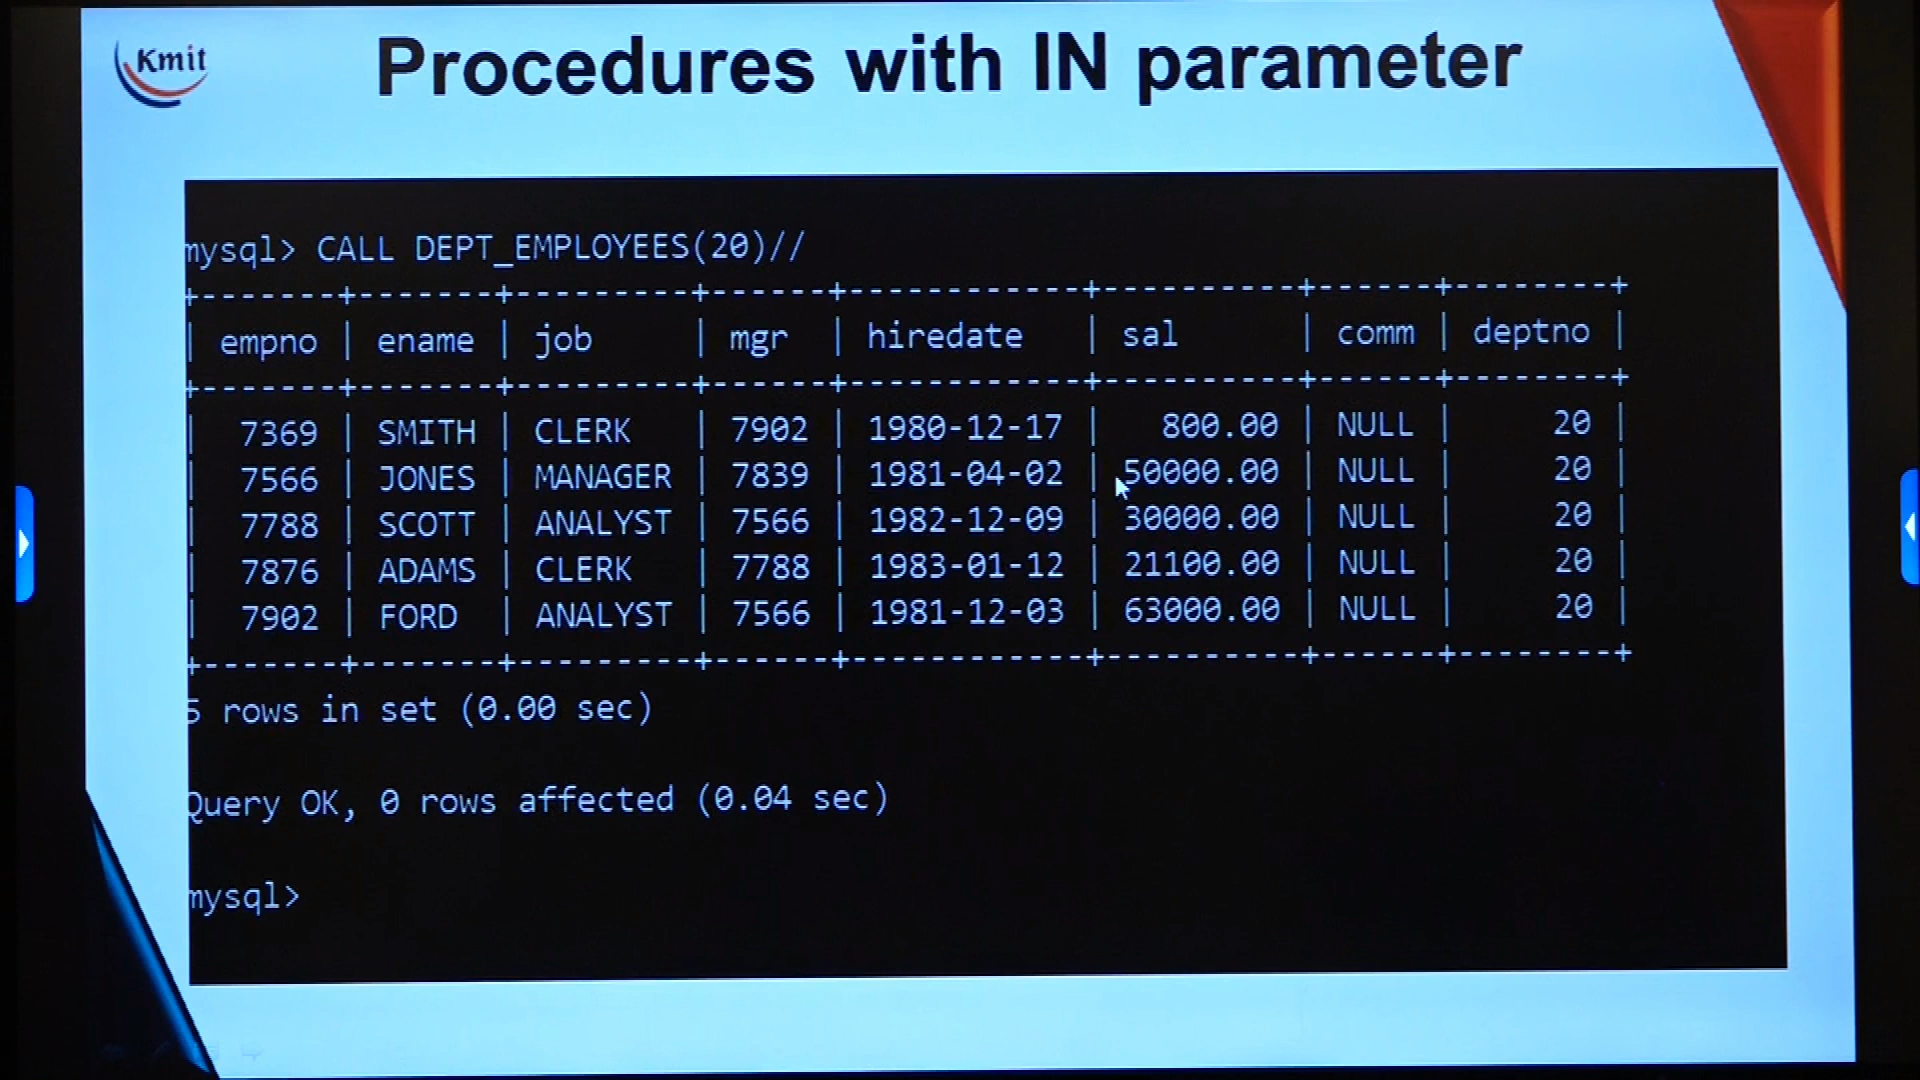 Kmit
Procedures with IN parameter
mysql> CALL DEPT_EMPLOYEES(20)//
+-------+-------+---------+------+------------+----------+------+--------+
| empno | ename | job     | mgr  | hiredate   | sal      | comm | deptno |
+-------+-------+---------+------+------------+----------+------+--------+
|  7369 | SMITH | CLERK   | 7902 | 1980-12-17 |   800.00 | NULL |     20 |
|  7566 | JONES | MANAGER | 7839 | 1981-04-02 | 50000.00 | NULL |     20 |
|  7788 | SCOTT | ANALYST | 7566 | 1982-12-09 | 30000.00 | NULL |     20 |
|  7876 | ADAMS | CLERK   | 7788 | 1983-01-12 | 21100.00 | NULL |     20 |
|  7902 | FORD  | ANALYST | 7566 | 1981-12-03 | 63000.00 | NULL |     20 |
+-------+-------+---------+------+------------+----------+------+--------+
5 rows in set (0.00 sec)
Query OK, 0 rows affected (0.04 sec)
mysql>